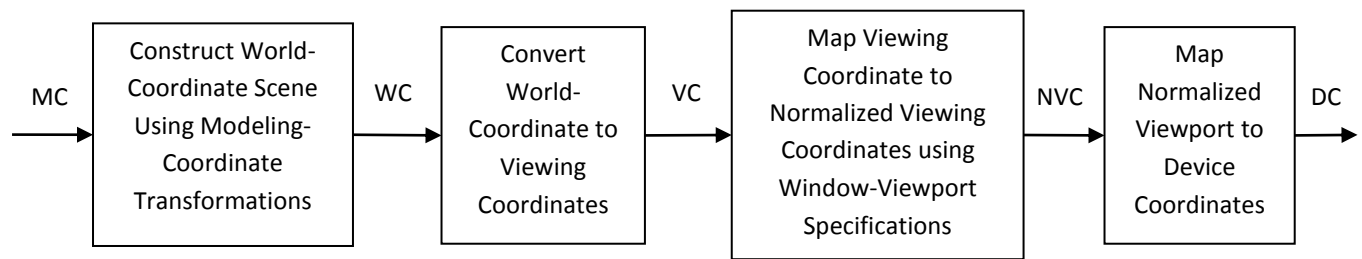 MC
Construct World-
Coordinate Scene
Using Modeling-
Coordinate
Transformations
WC
Convert
World-
Coordinate to
Viewing
Coordinates
VC
Map Viewing
Coordinate to
Normalized Viewing
Coordinates using
Window-Viewport
Specifications
NVC
Map
Normalized
Viewport to
Device
Coordinates
DC